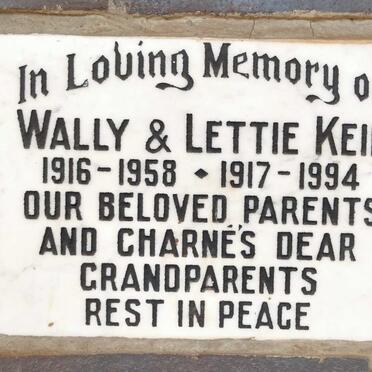 In Loving Memory o
WALLY & LETTIE KEI
1916 - 1958 ◆ 1917 - 1994
OUR BELOVED PARENTS
AND CHARNÉ'S DEAR
GRANDPARENTS
REST IN PEACE